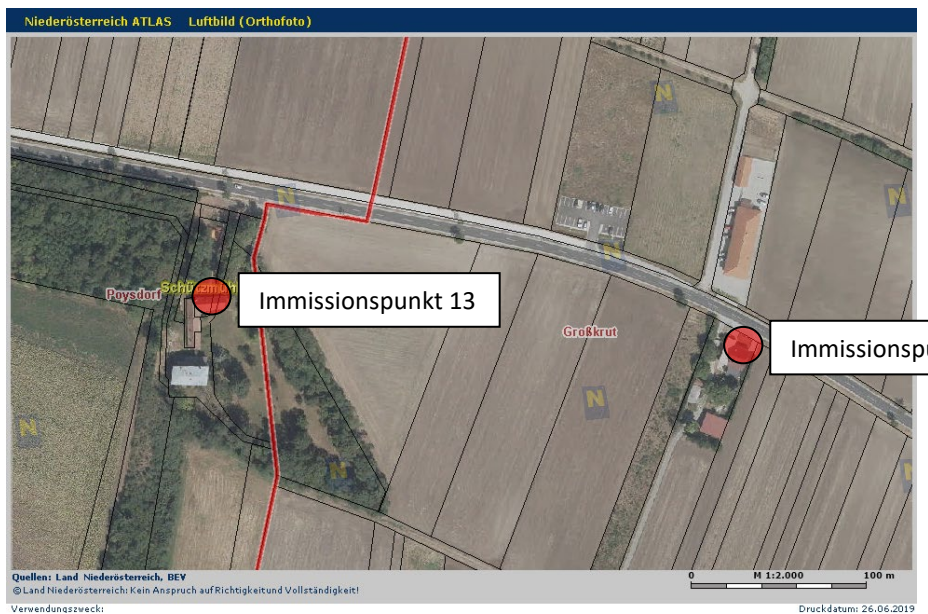 Niederösterreich ATLAS Luftbild (Orthofoto)
N
N
N
N
Poysdorf Schützmühl
Immissionspunkt 13
Großkrut
Immissionspu
N
N
N
N
Quellen: Land Niederösterreich, BEV
©Land Niederösterreich: Kein Anspruch auf Richtigkeit und Vollständigkeit!
0 M 1:2.000 100 m
Verwendungszweck:
Druckdatum: 26.06.2019